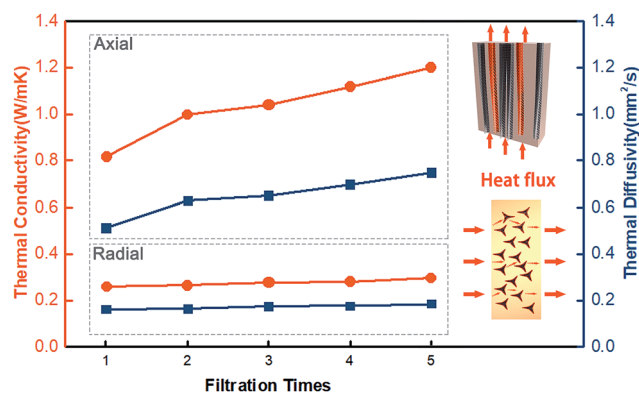 Thermal Conductivity(W/mK)
1.4
1.2
1.0
0.8
0.6
0.4
0.2
0.0
Axial
Radial
1 2 3 4 5
Filtration Times
Heat flux
1.4
1.2
1.0
0.8
0.6
0.4
0.2
0.0
Thermal Diffusivity(mm²/s)